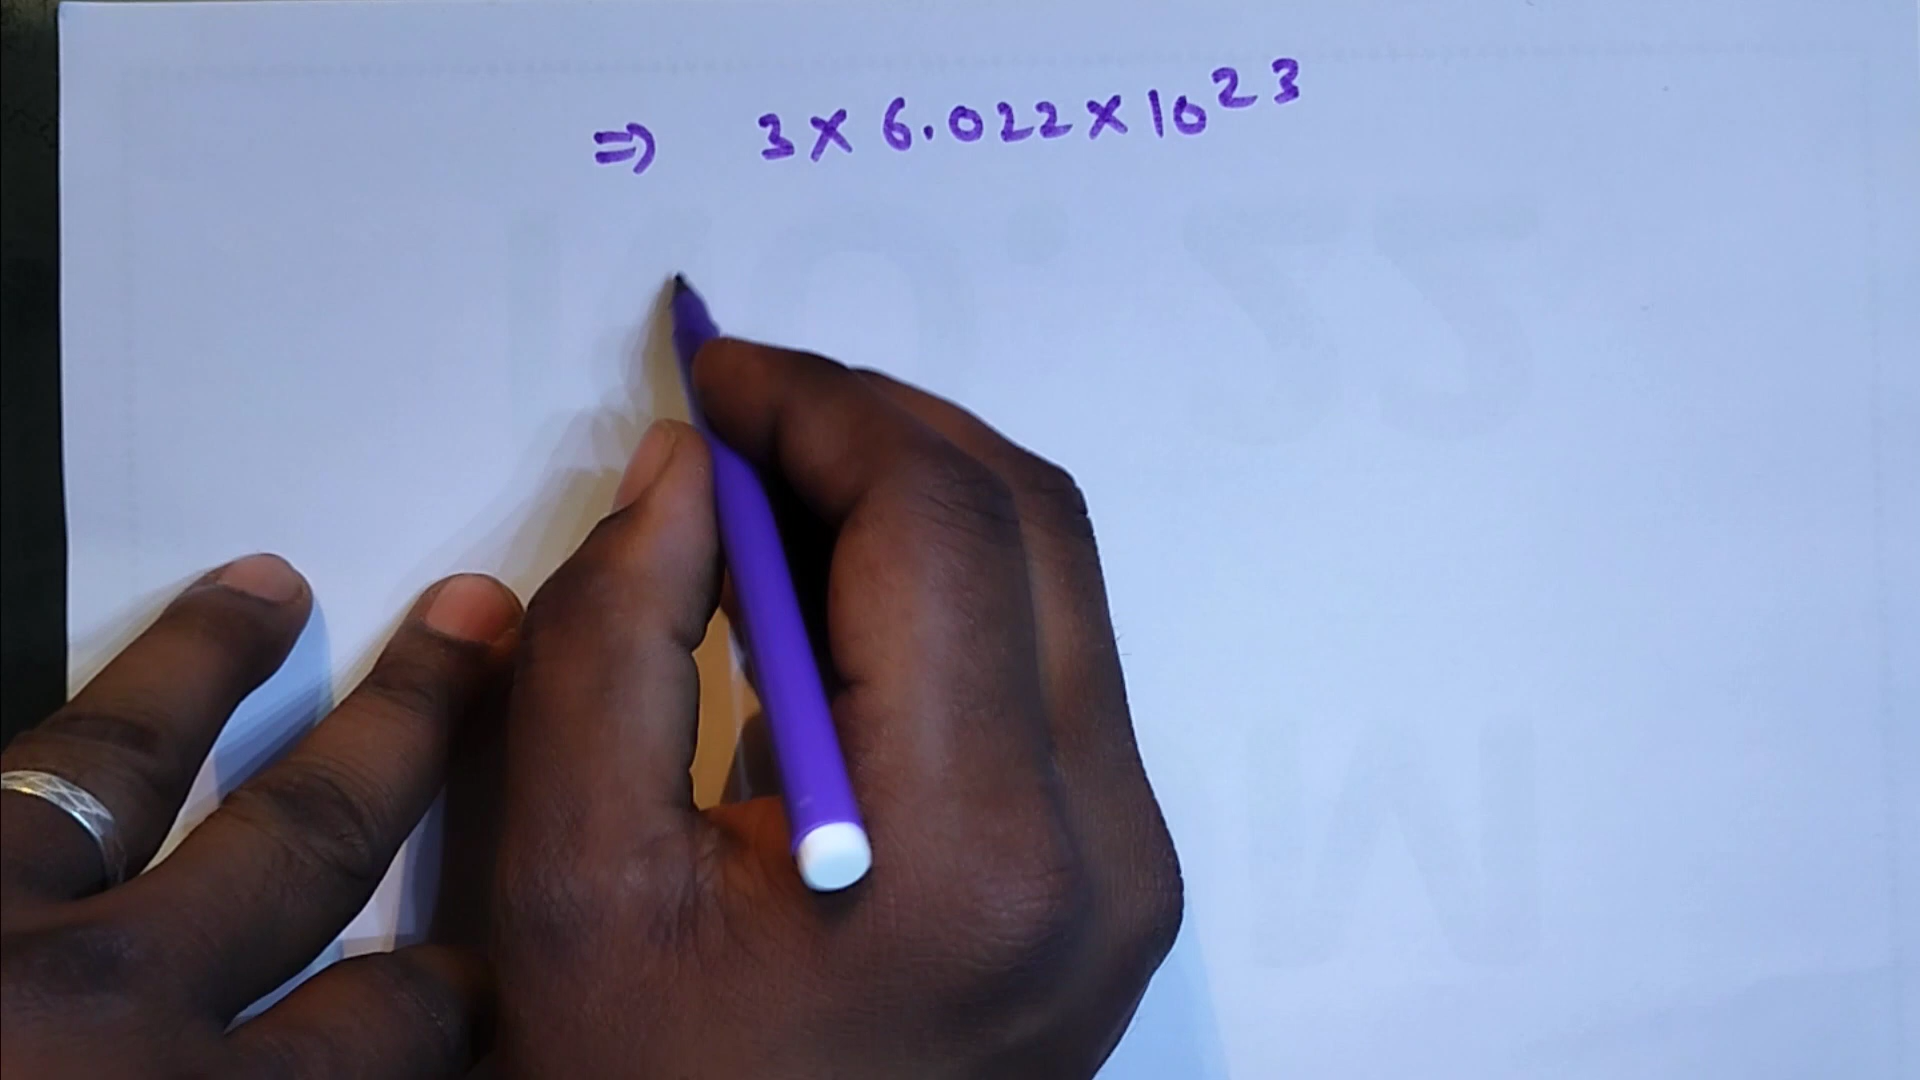 ⇒ 3 × 6.022 × 10²³